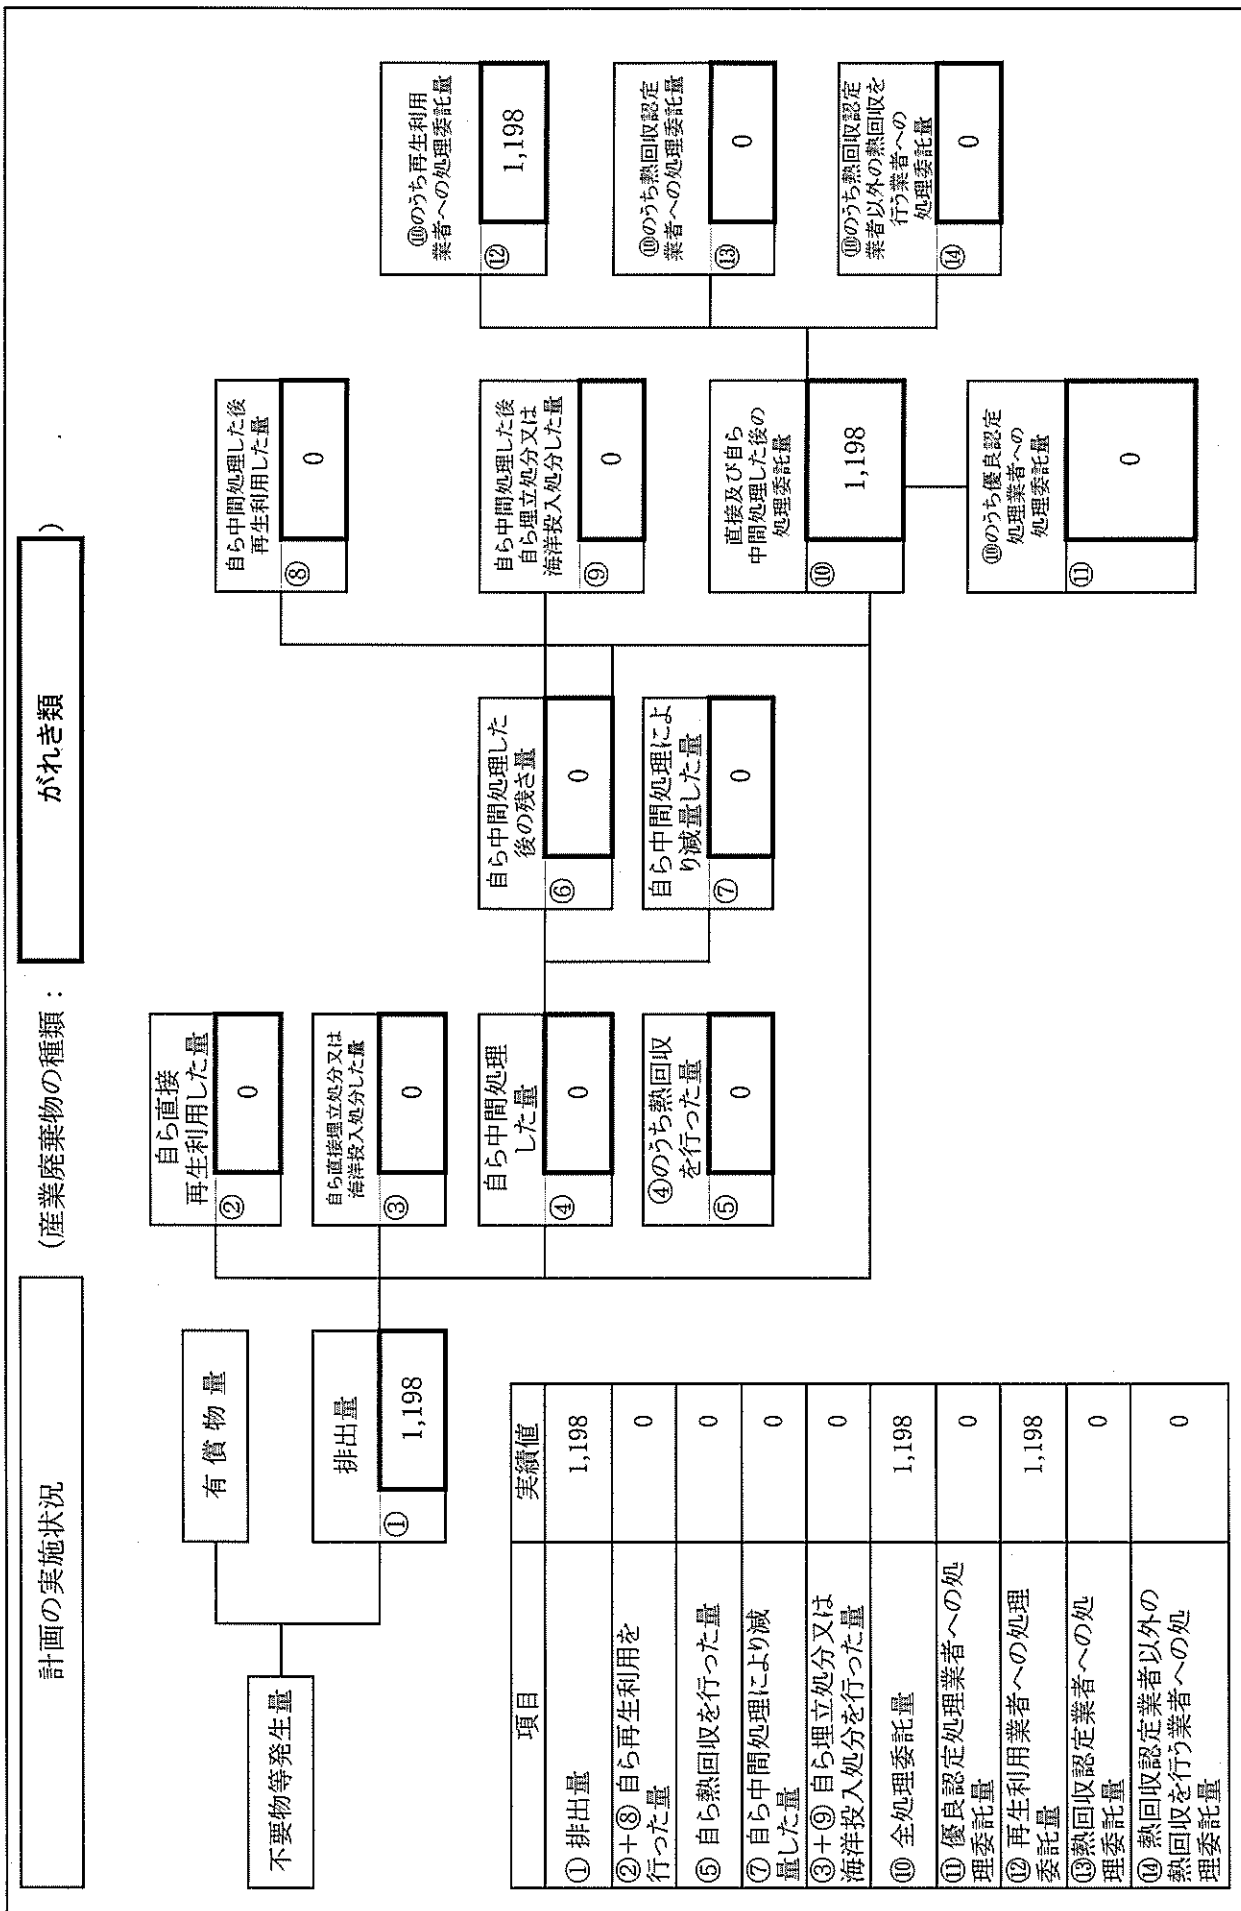 計画の実施状況
（産業廃棄物の種類：
がれき類
）
不要物等発生量
有償物量
排出量
①
1,198
自ら直接
再生利用した量
②
0
自ら直接埋立処分又は
海洋投入処分した量
③
0
自ら中間処理
した量
④
0
④のうち熱回収
を行った量
⑤
0
自ら中間処理した
後の残さ量
⑥
0
自ら中間処理によ
り減量した量
⑦
0
自ら中間処理した後
再生利用した量
⑧
0
自ら中間処理した後
自ら埋立処分又は
海洋投入処分した量
⑨
0
直接及び自ら
中間処理した後の
処理委託量
⑩
1,198
⑩のうち優良認定
処理業者への
処理委託量
⑪
0
⑩のうち再生利用
業者への処理委託量
⑫
1,198
⑩のうち熱回収認定
業者への処理委託量
⑬
0
⑩のうち熱回収認定
業者以外の熱回収を
行う業者への
処理委託量
⑭
0
項目 実績値
① 排出量 1,198
②＋⑧ 自ら再生利用を
行った量 0
⑤ 自ら熱回収を行った量 0
⑦ 自ら中間処理により減
量した量 0
③＋⑨ 自ら埋立処分又は
海洋投入処分を行った量 0
⑩ 全処理委託量 1,198
⑪ 優良認定処理業者への処
理委託量 0
⑫ 再生利用業者への処理
委託量 1,198
⑬熱回収認定業者への処
理委託量 0
⑭ 熱回収認定業者以外の
熱回収を行う業者への処
理委託量 0